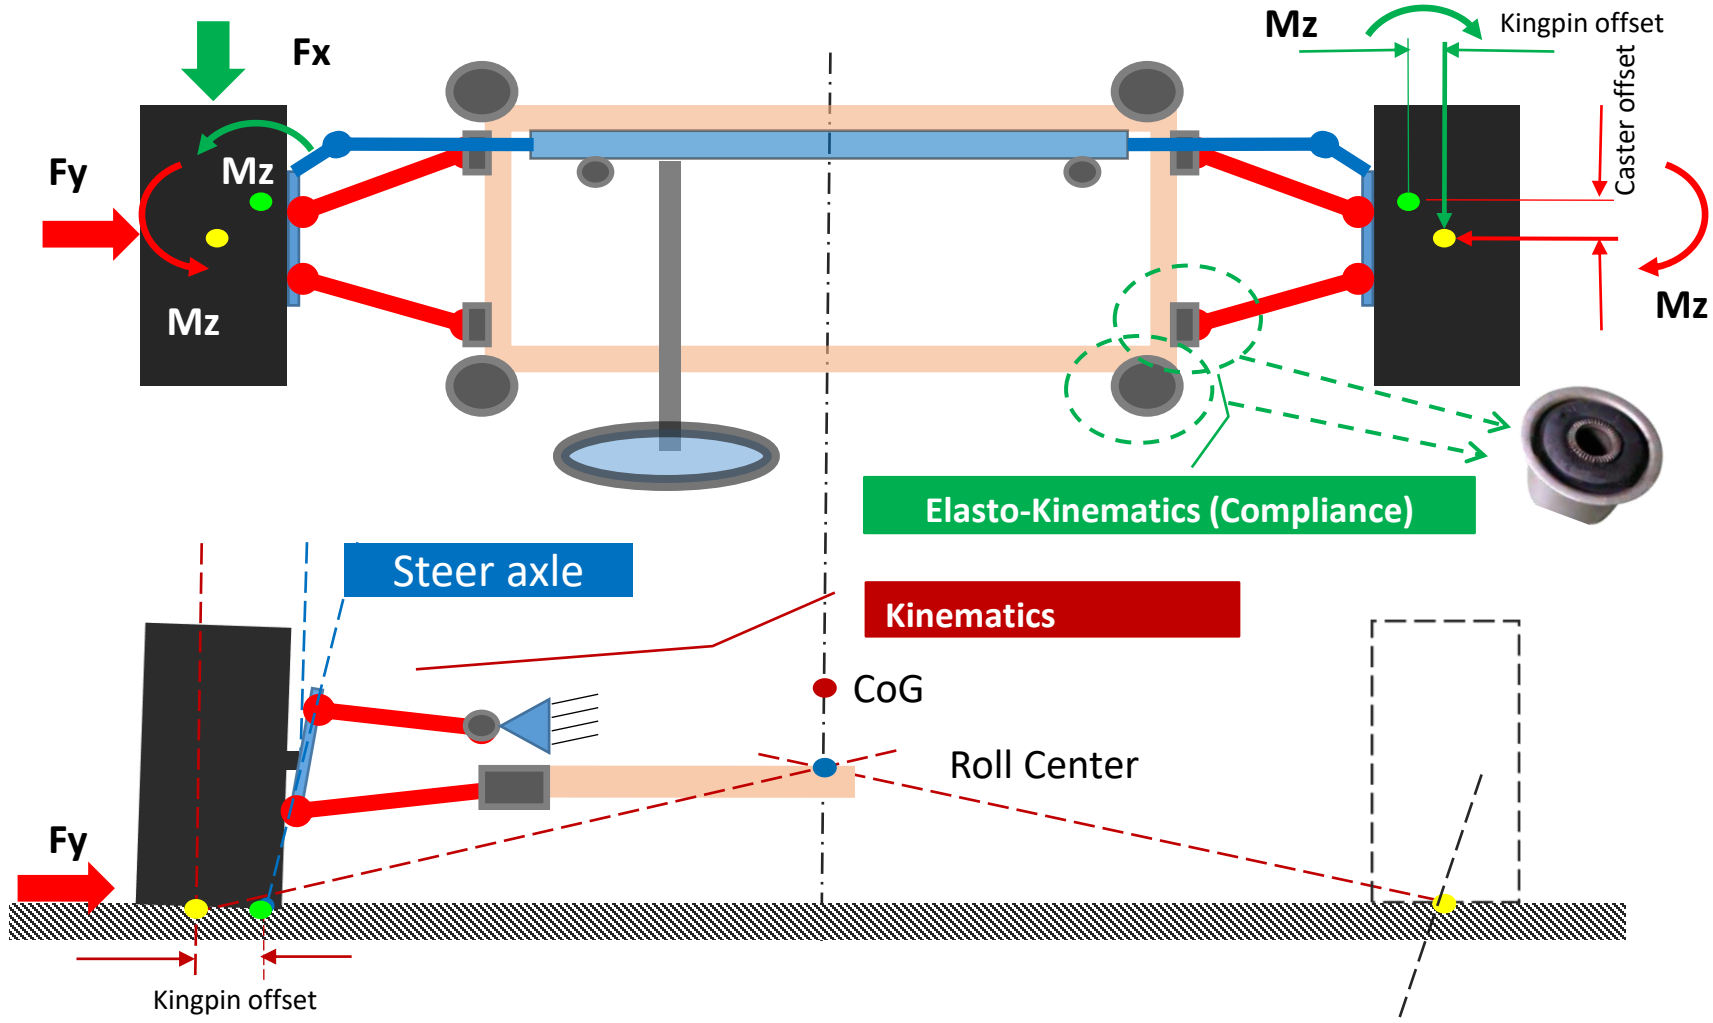 Fx
Mz
Kingpin offset
Caster offset
Fy
Mz
Mz
Mz
Elasto-Kinematics (Compliance)
Steer axle
Kinematics
CoG
Roll Center
Fy
Kingpin offset